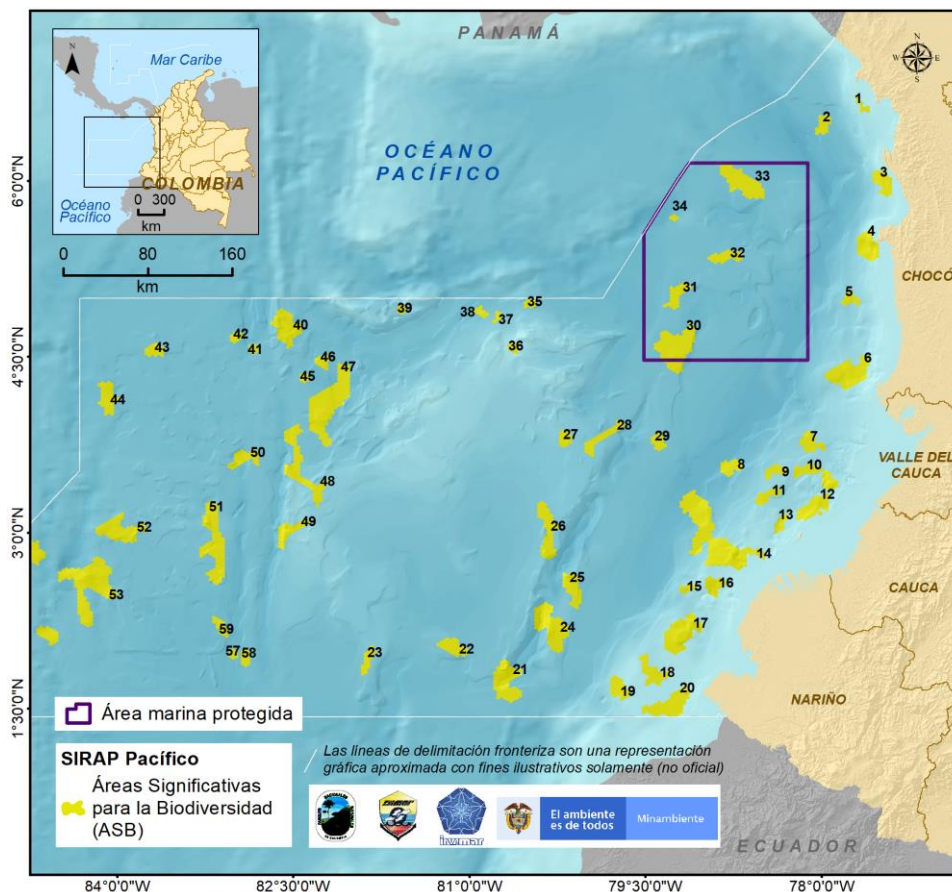 PANAMÁ
N
Mar Caribe
COLOMBIA
Océano
Pacífico
0 300
km
0 80 160
km
OCÉANO
PACÍFICO
N
W E
S
1
2
3
4
5
6
7
8
9
10
11
12
13
14
15
16
17
18
19
20
21
22
23
24
25
26
27
28
29
30
31
32
33
34
35
36
37
38
39
40
41
42
43
44
45
46
47
48
49
50
51
52
53
57
58
59
CHOCÓ
VALLE DEL
CAUCA
CAUCA
NARIÑO
ECUADOR
6°0'0"N
4°30'0"N
3°0'0"N
1°30'0"N
Área marina protegida
SIRAP Pacífico
Áreas Significativas
para la Biodiversidad
(ASB)
Las líneas de delimitación fronteriza son una representación
gráfica aproximada con fines ilustrativos solamente (no oficial)
invemar
El ambiente
es de todos
Minambiente
84°0'0"W 82°30'0"W 81°0'0"W 79°30'0"W 78°0'0"W